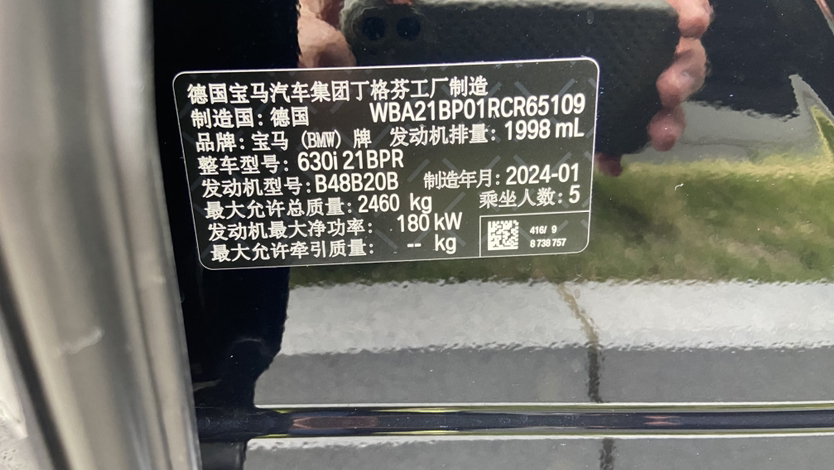 德国宝马汽车集团丁格芬工厂制造
制造国: 德国 WBA21BP01RCR65109
品牌: 宝马 (BMW) 牌 发动机排量: 1998 mL
整车型号: 630i 21BPR
发动机型号: B48B20B 制造年月: 2024-01
最大允许总质量: 2460 kg 乘坐人数: 5
发动机最大净功率: 180 kW
最大允许牵引质量: -- kg
416/ 9
8 738 757